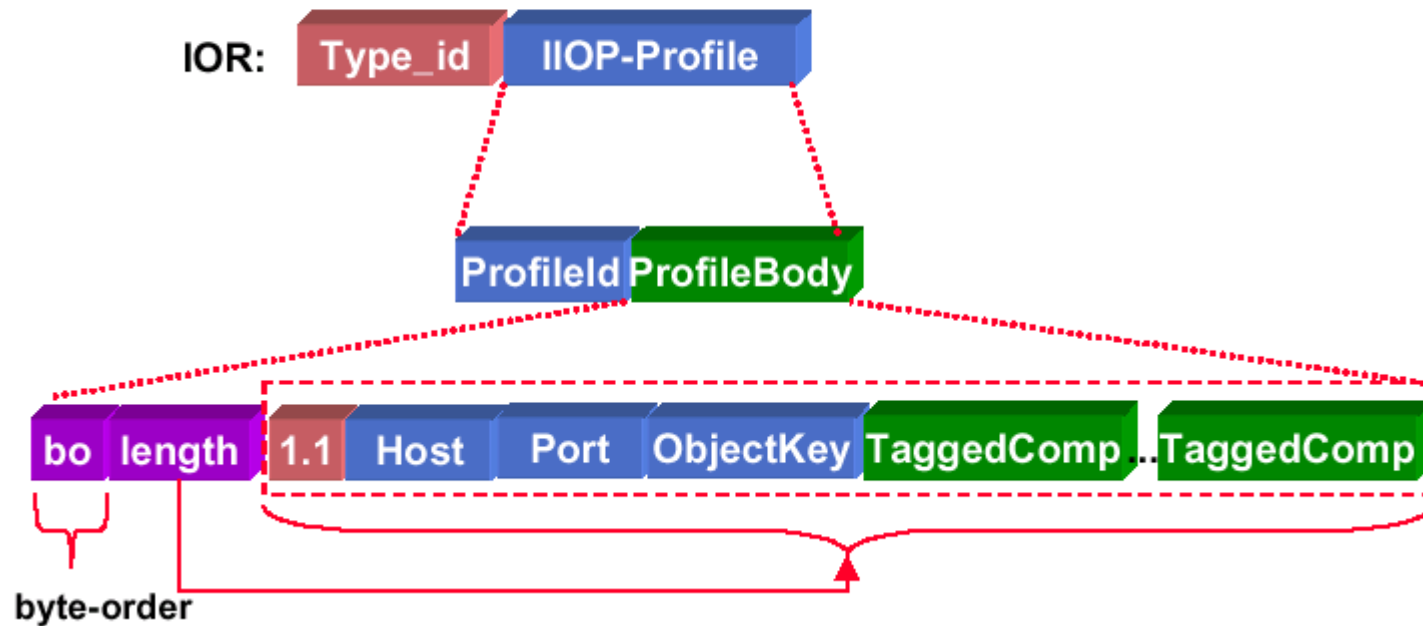 IOR: Type_id IIOP-Profile
ProfileId ProfileBody
bo length 1.1 Host Port ObjectKey TaggedComp ... TaggedComp
byte-order